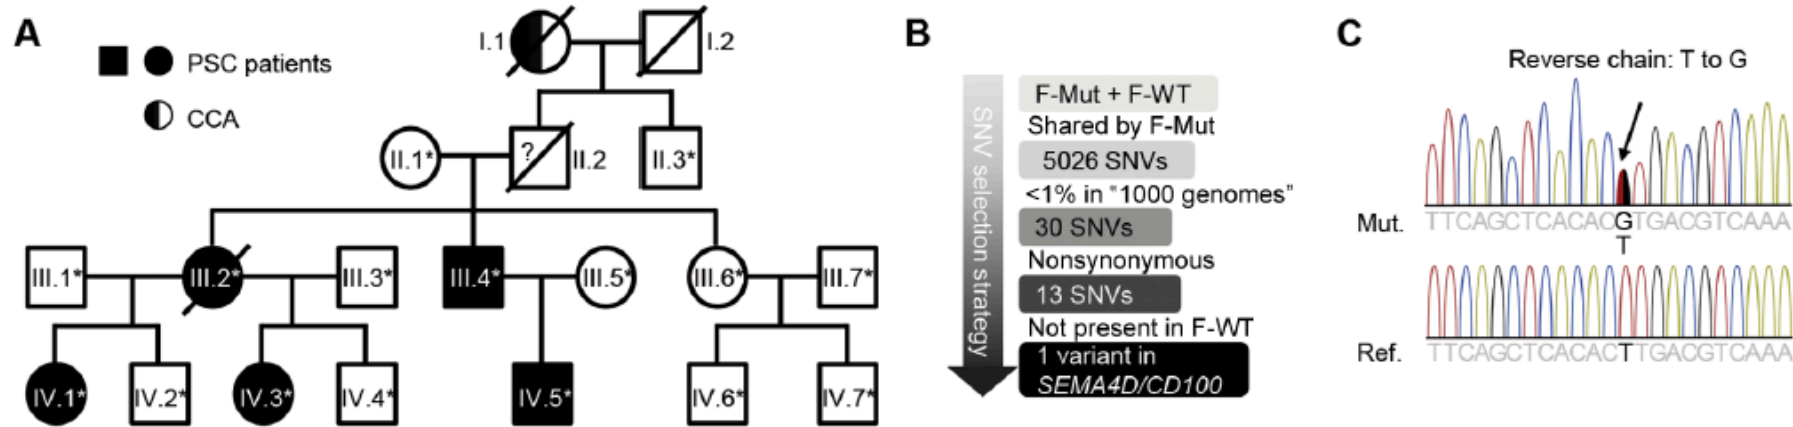 A
PSC patients
CCA
I.1
I.2
II.1*
?
II.2
II.3*
III.1*
III.2*
III.3*
III.4*
III.5*
III.6*
III.7*
IV.1*
IV.2*
IV.3*
IV.4*
IV.5*
IV.6*
IV.7*
B
SNV selection strategy
F-Mut + F-WT
Shared by F-Mut
5026 SNVs
<1% in "1000 genomes"
30 SNVs
Nonsynonymous
13 SNVs
Not present in F-WT
1 variant in
SEMA4D/CD100
C
Reverse chain: T to G
Mut.
TTCAGCTCACACGTGACGTCAAA
T
Ref.
TTCAGCTCACACTTGACGTCAAA